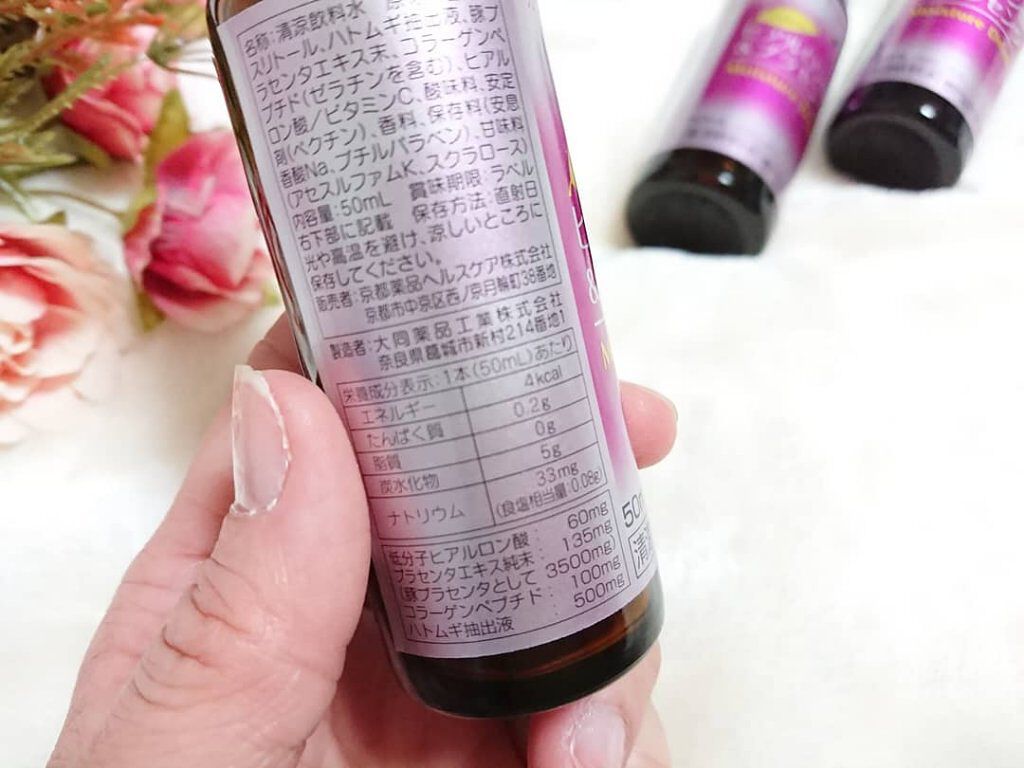 名称:清涼飲料水
スリトール、ハトムギ抽出液、豚プ
ラセンタエキス末、コラーゲンペ
プチド(ゼラチンを含む)、ヒアル
ロン酸/ビタミンC、酸味料、安定
剤(ペクチン)、香料、保存料(安息
香酸Na、ブチルパラベン)、甘味料
(アセスルファムK、スクラロース)
内容量:50mL 賞味期限:ラベル
右下部に記載 保存方法:直射日
光や高温を避け、涼しいところに
保存してください。
販売者:京都薬品ヘルスケア株式会社
京都市中京区西ノ京月輪町38番地
製造者:大同薬品工業株式会社
奈良県葛城市新村214番地1
栄養成分表示:1本(50mL)あたり
エネルギー 4kcal
たんぱく質 0.2g
脂質 0g
炭水化物 5g
ナトリウム 33mg
(食塩相当量:0.08g)
低分子ヒアルロン酸 : 60mg
プラセンタエキス純末 : 135mg
(豚プラセンタとして 3500mg)
コラーゲンペプチド : 100mg
ハトムギ抽出液 : 500mg
&
50m
清涼